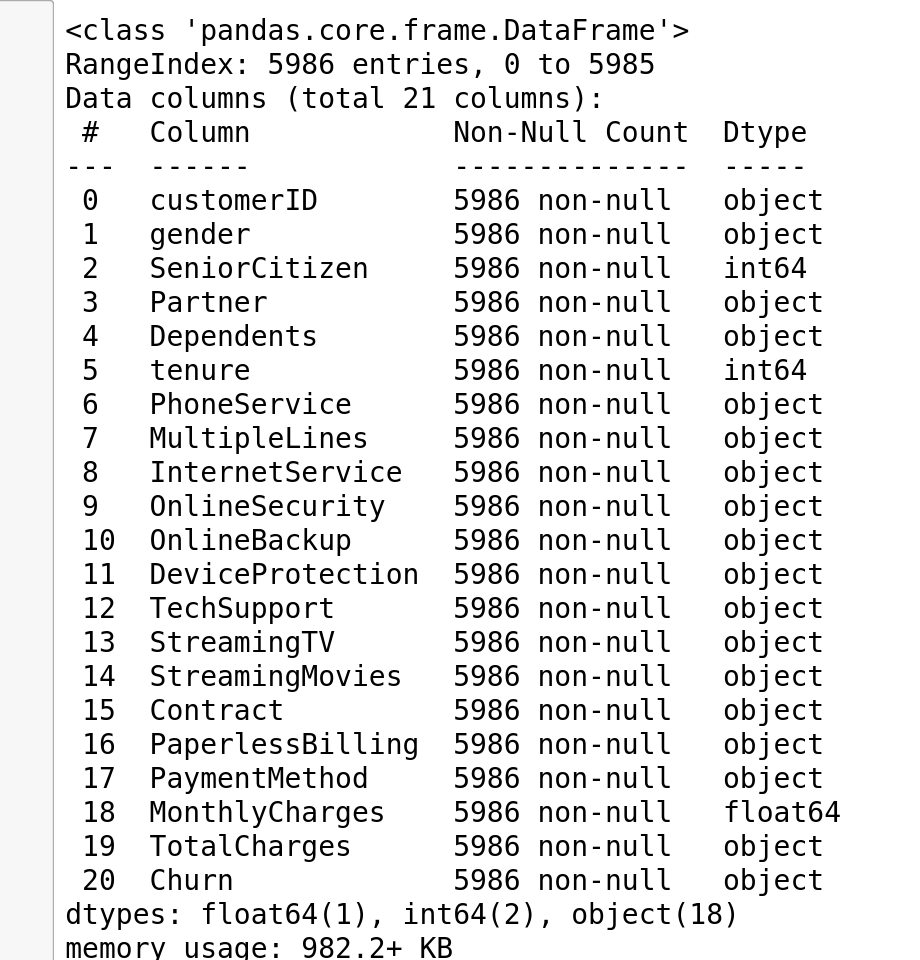 <class 'pandas.core.frame.DataFrame'>
RangeIndex: 5986 entries, 0 to 5985
Data columns (total 21 columns):
 #   Column            Non-Null Count  Dtype
---  ------            --------------  -----
 0   customerID        5986 non-null   object
 1   gender            5986 non-null   object
 2   SeniorCitizen     5986 non-null   int64
 3   Partner           5986 non-null   object
 4   Dependents        5986 non-null   object
 5   tenure            5986 non-null   int64
 6   PhoneService      5986 non-null   object
 7   MultipleLines     5986 non-null   object
 8   InternetService   5986 non-null   object
 9   OnlineSecurity    5986 non-null   object
 10  OnlineBackup      5986 non-null   object
 11  DeviceProtection  5986 non-null   object
 12  TechSupport       5986 non-null   object
 13  StreamingTV       5986 non-null   object
 14  StreamingMovies   5986 non-null   object
 15  Contract          5986 non-null   object
 16  PaperlessBilling  5986 non-null   object
 17  PaymentMethod     5986 non-null   object
 18  MonthlyCharges    5986 non-null   float64
 19  TotalCharges      5986 non-null   object
 20  Churn             5986 non-null   object
dtypes: float64(1), int64(2), object(18)
memory usage: 982.2+ KB